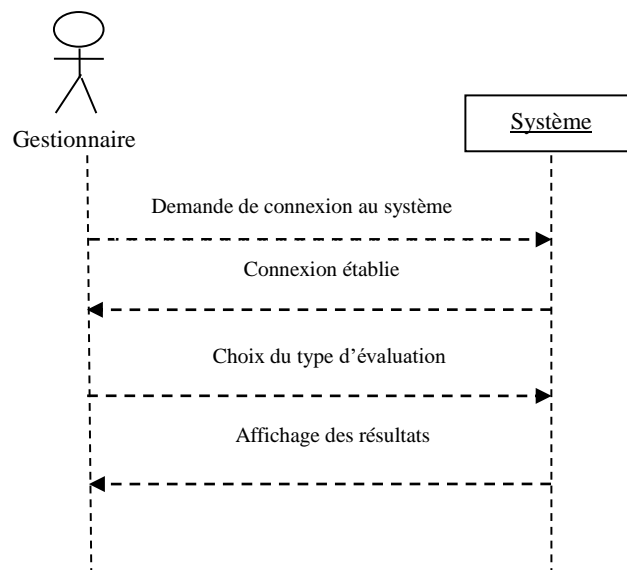 Gestionnaire
Système
Demande de connexion au système
Connexion établie
Choix du type d’évaluation
Affichage des résultats